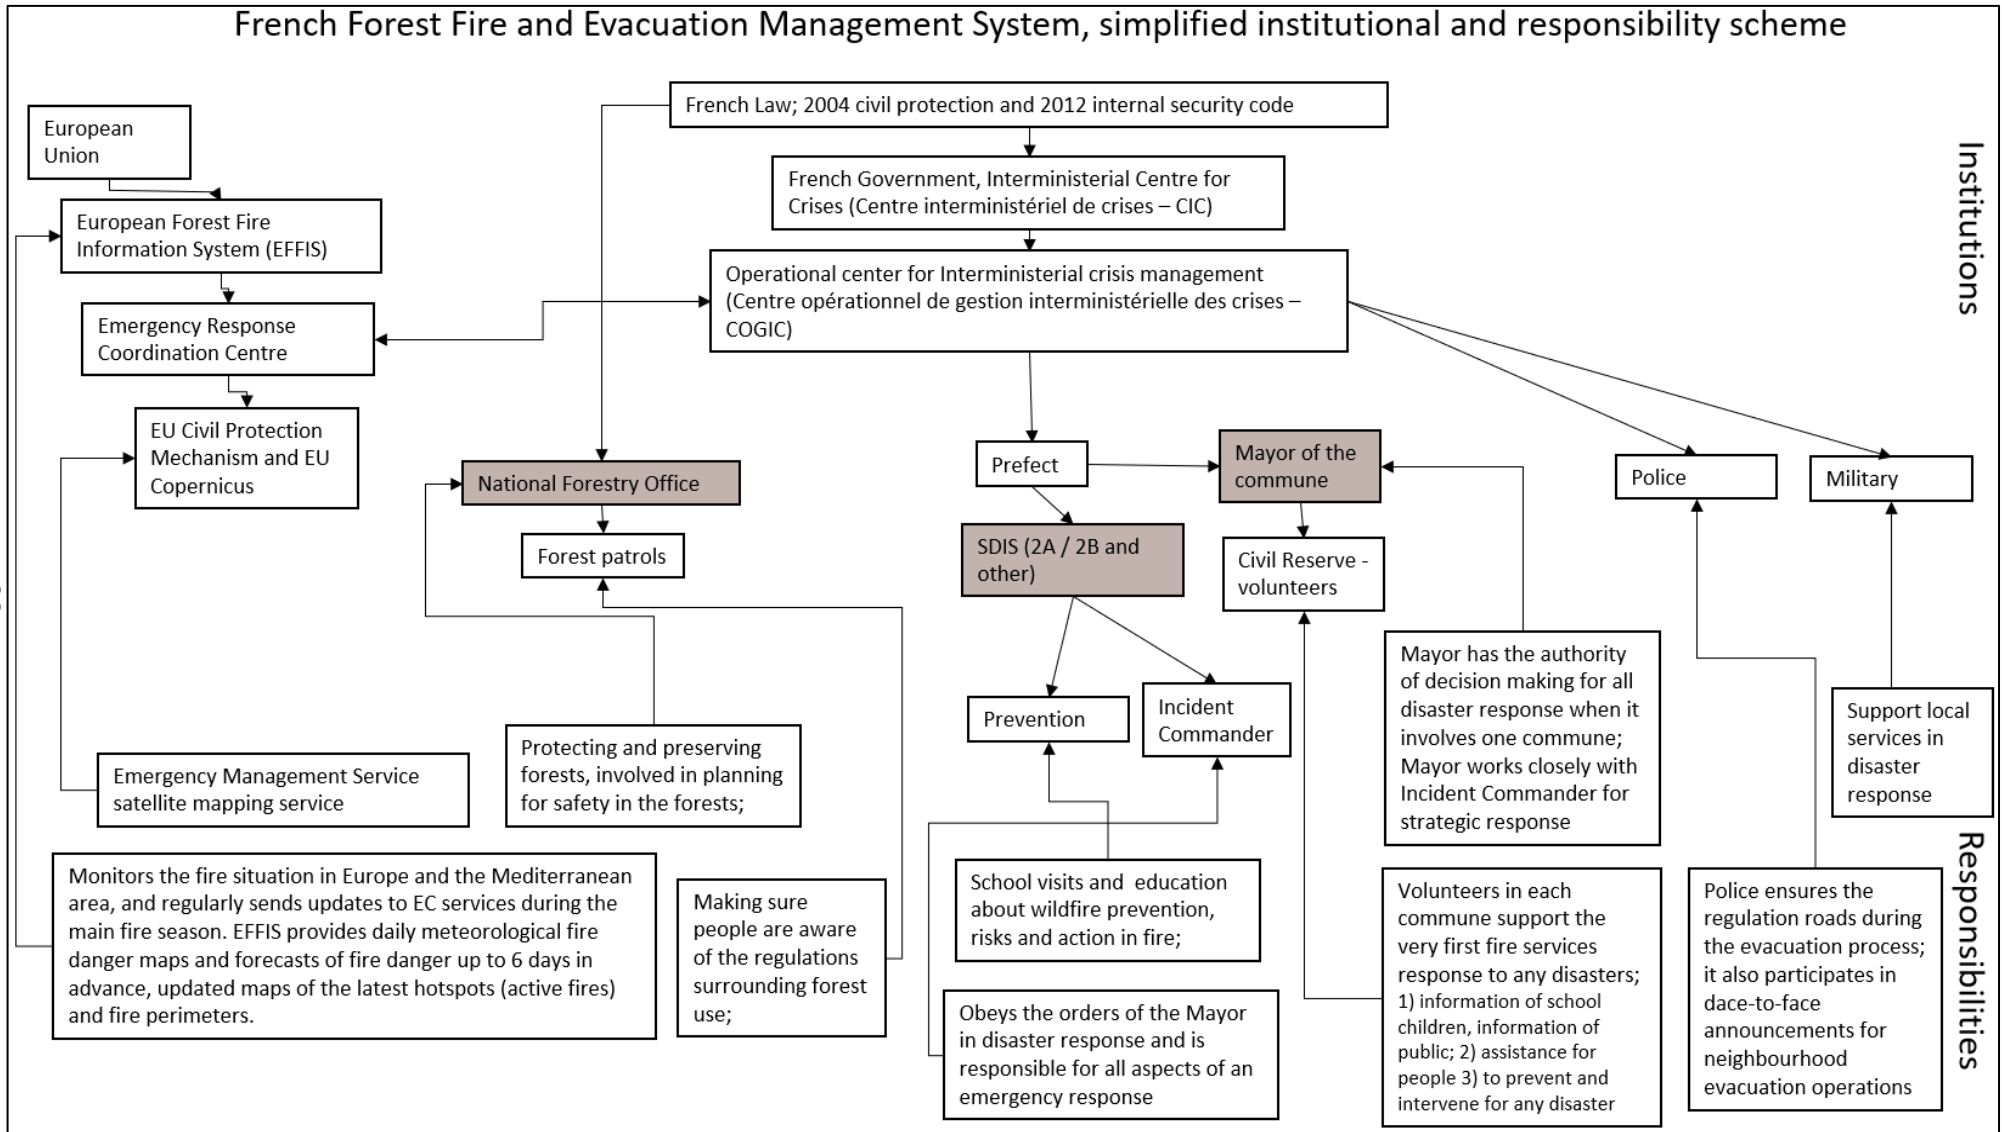 French Forest Fire and Evacuation Management System, simplified institutional and responsibility scheme
Institutions
French Law; 2004 civil protection and 2012 internal security code
European
Union
French Government, Interministerial Centre for
Crises (Centre interministériel de crises – CIC)
European Forest Fire
Information System (EFFIS)
Operational center for Interministerial crisis management
(Centre opérationnel de gestion interministérielle des crises –
COGIC)
Emergency Response
Coordination Centre
EU Civil Protection
Mechanism and EU
Copernicus
National Forestry Office
Forest patrols
Prefect
Mayor of the
commune
Police
Military
SDIS (2A / 2B and
other)
Civil Reserve -
volunteers
Prevention
Incident
Commander
Responsibilities
Mayor has the authority
of decision making for all
disaster response when it
involves one commune;
Mayor works closely with
Incident Commander for
strategic response
Support local
services in
disaster
response
Emergency Management Service
satellite mapping service
Protecting and preserving
forests, involved in planning
for safety in the forests;
Monitors the fire situation in Europe and the Mediterranean
area, and regularly sends updates to EC services during the
main fire season. EFFIS provides daily meteorological fire
danger maps and forecasts of fire danger up to 6 days in
advance, updated maps of the latest hotspots (active fires)
and fire perimeters.
Making sure
people are aware
of the regulations
surrounding forest
use;
School visits and education
about wildfire prevention,
risks and action in fire;
Obeys the orders of the Mayor
in disaster response and is
responsible for all aspects of an
emergency response
Volunteers in each
commune support the
very first fire services
response to any disasters;
1) information of school
children, information of
public; 2) assistance for
people 3) to prevent and
intervene for any disaster
Police ensures the
regulation roads during
the evacuation process;
it also participates in
dace-to-face
announcements for
neighbourhood
evacuation operations